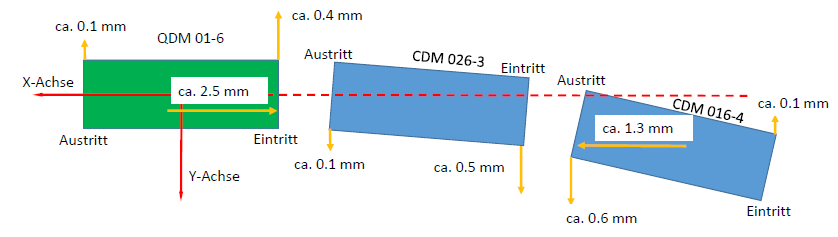 ca. 0.1 mm
QDM 01-6
ca. 0.4 mm
X-Achse
ca. 2.5 mm
Austritt
Eintritt
Y-Achse
Austritt
CDM 026-3
Eintritt
ca. 0.1 mm
ca. 0.5 mm
Austritt
CDM 016-4
ca. 0.1 mm
ca. 1.3 mm
ca. 0.6 mm
Eintritt